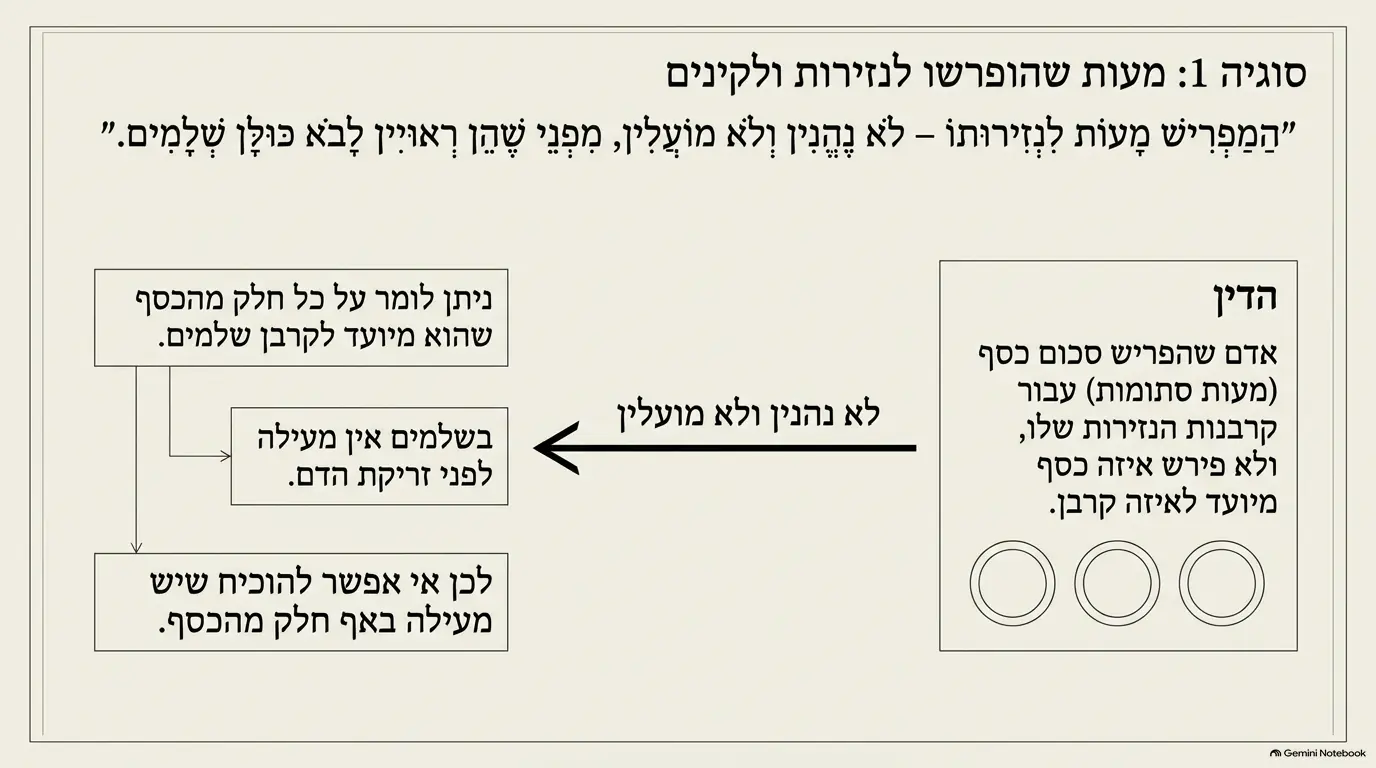 סוגיה 1: מעות שהופרשו לנזירות ולקינים
"הַמַּפְרִישׁ מָעוֹת לִנְזִירוּתוֹ – לֹא נֶהֱנִין וְלֹא מוֹעֲלִין, מִפְּנֵי שֶׁהֵן רְאוּיִין לָבֹא כּוּלָּן שְׁלָמִים."
הדין
אדם שהפריש סכום כסף
(מעות סתומות) עבור
קרבנות הנזירות שלו,
ולא פירש איזה כסף
מיועד לאיזה קרבן.
לא נהנין ולא מועלין
ניתן לומר על כל חלק מהכסף
שהוא מיועד לקרבן שלמים.
בשלמים אין מעילה
לפני זריקת הדם.
לכן אי אפשר להוכיח שיש
מעילה באף חלק מהכסף.
Gemini Notebook